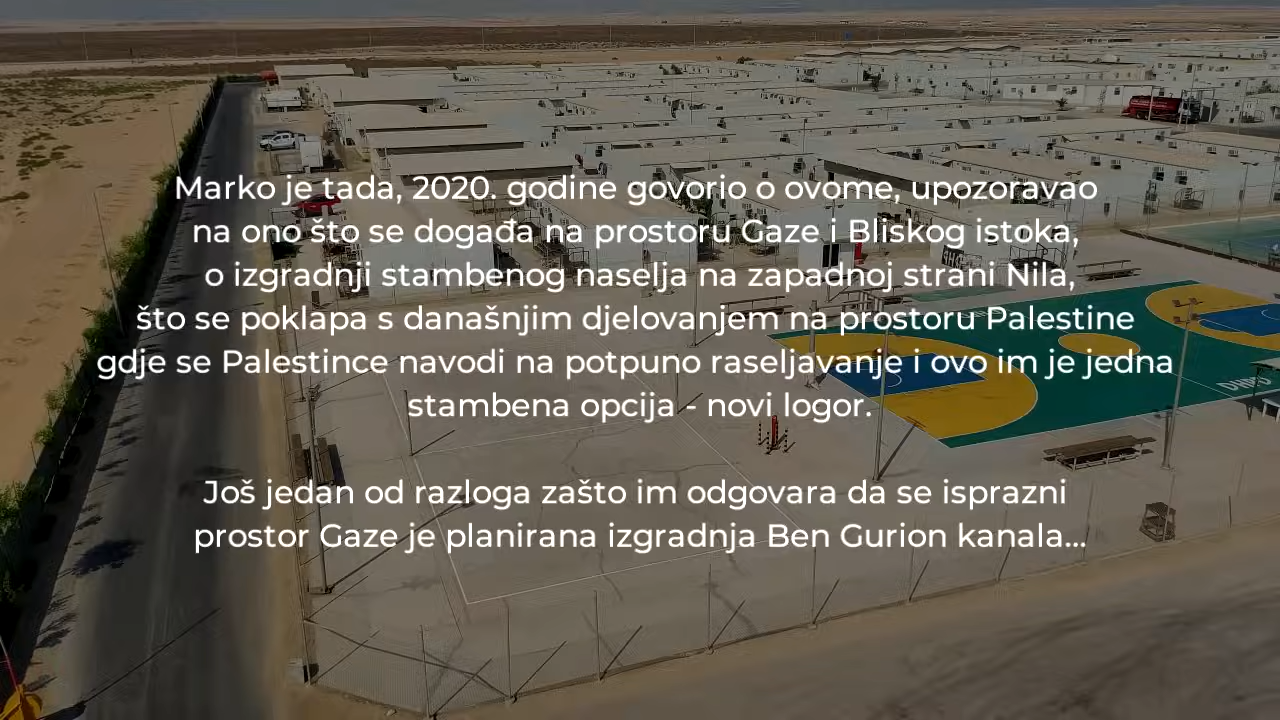 Marko je tada, 2020. godine govorio o ovome, upozoravao
na ono što se događa na prostoru Gaze i Bliskog istoka,
o izgradnji stambenog naselja na zapadnoj strani Nila,
što se poklapa s današnjim djelovanjem na prostoru Palestine
gdje se Palestince navodi na potpuno raseljavanje i ovo im je jedna
stambena opcija - novi logor.
Još jedan od razloga zašto im odgovara da se isprazni
prostor Gaze je planirana izgradnja Ben Gurion kanala...